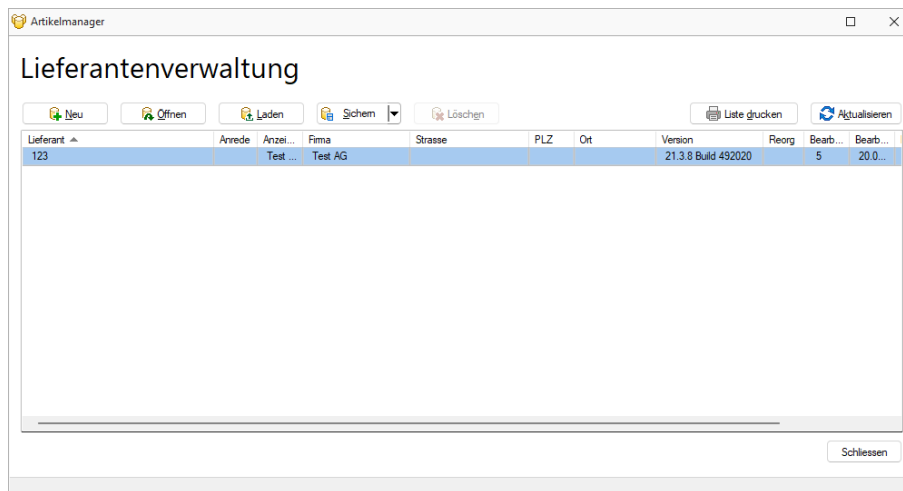 Artikelmanager
Lieferantenverwaltung
Neu Öffnen Laden Sichern Löschen Liste drucken Aktualisieren
Lieferant Anrede Anzei... Firma Strasse PLZ Ort Version Reorg Bearb... Bearb...
123 Test ... Test AG 21.3.8 Build 492020 5 20.0...
Schliessen